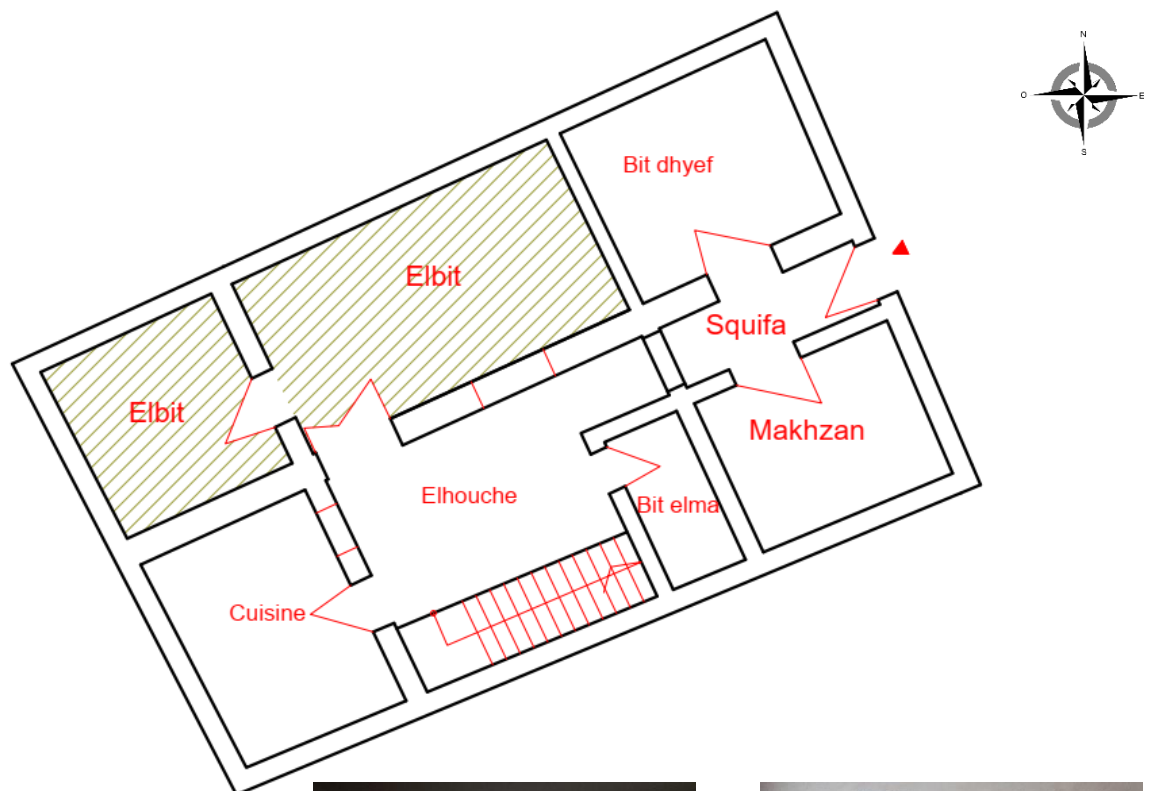 N
O
E
S
Bit dhyef
Elbit
Squifa
Elbit
Makhzan
Elhouche
Bit elma
Cuisine